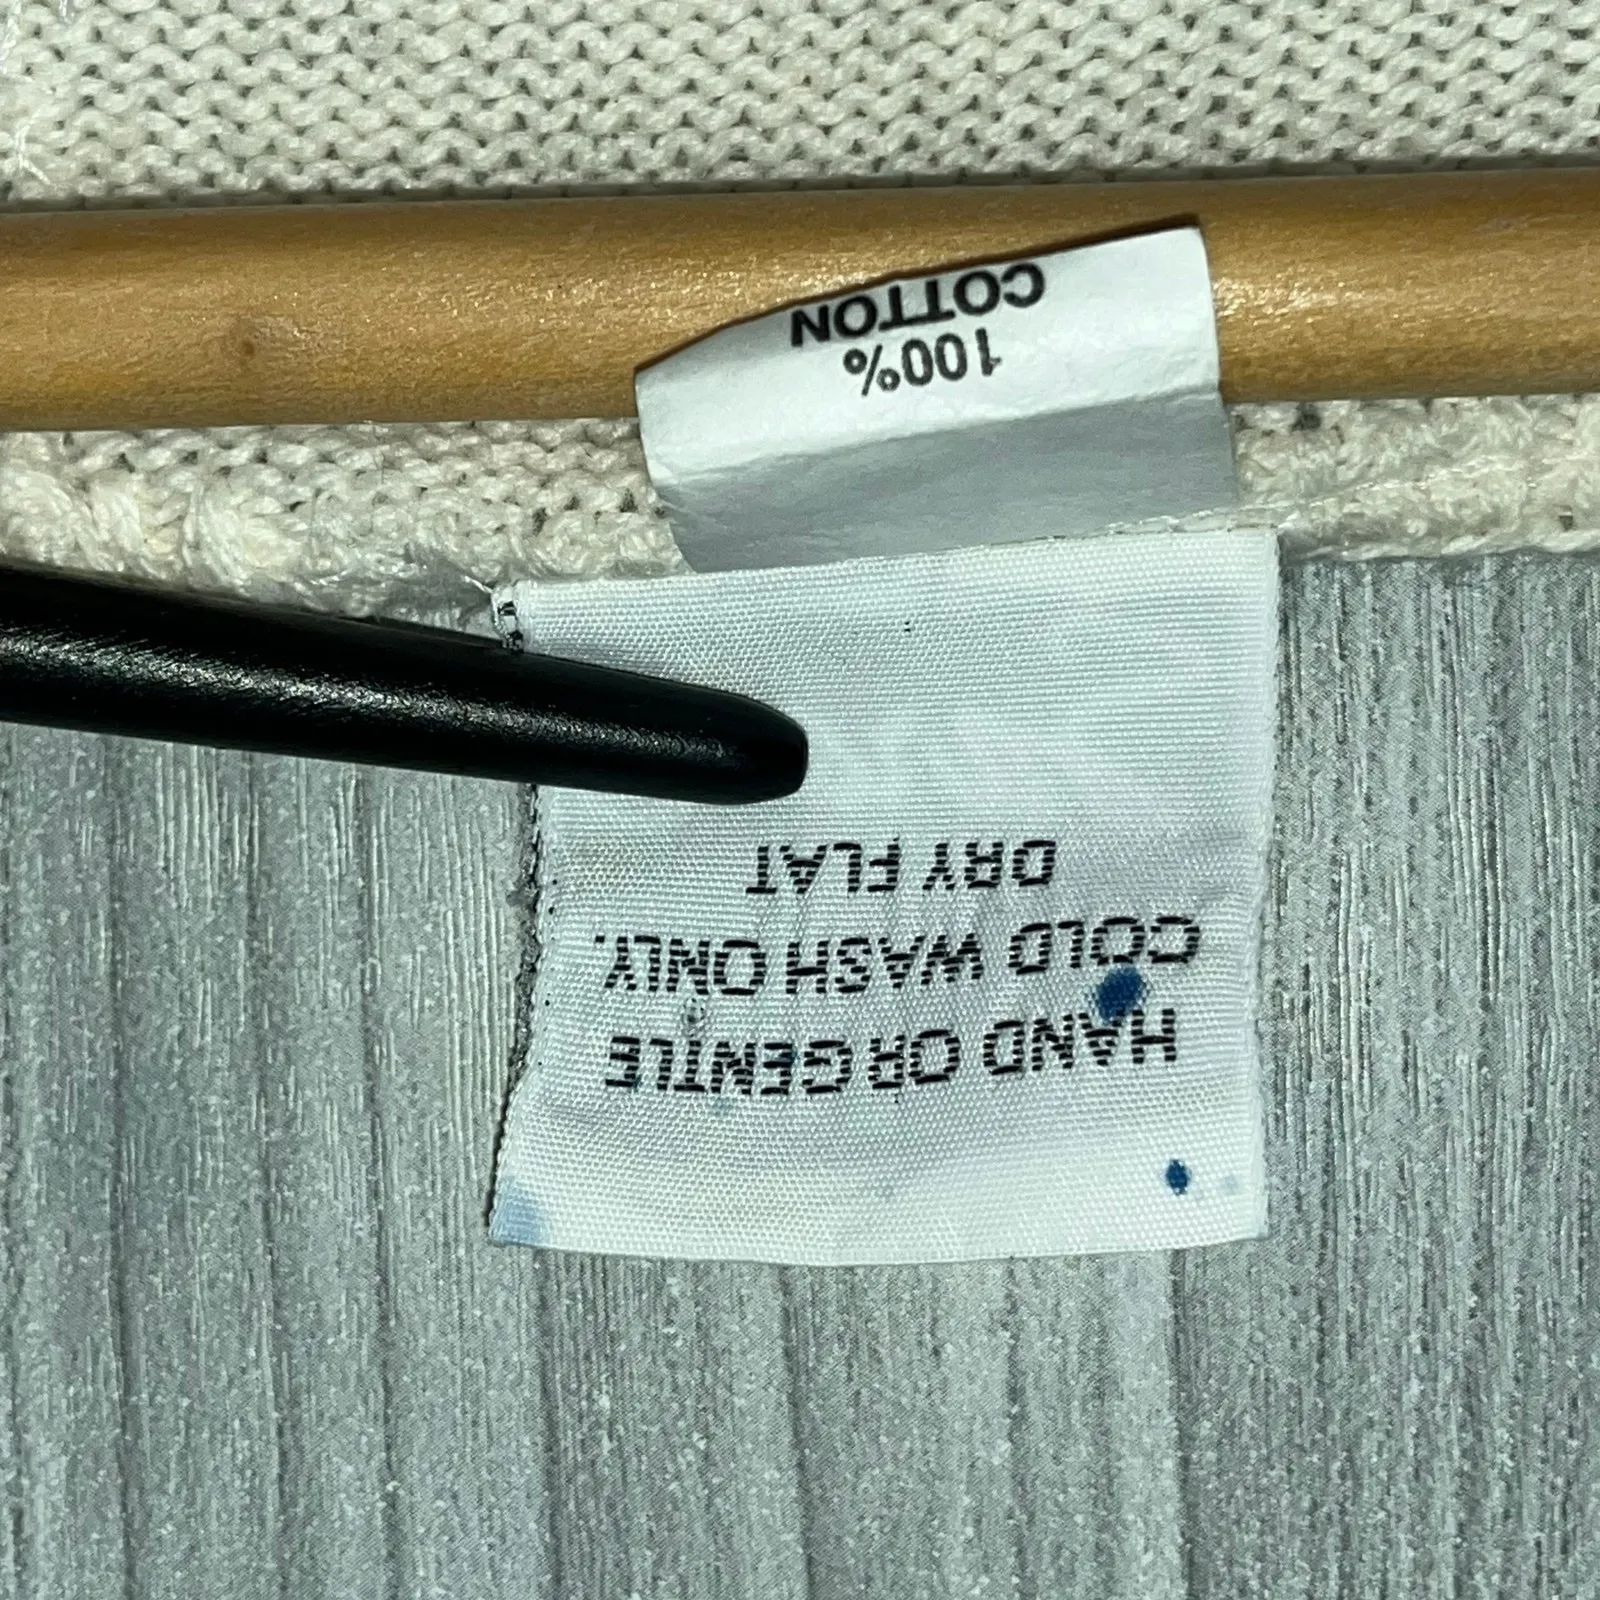 100%
COTTON
HAND OR GENTLE
COLD WASH ONLY.
DRY FLAT